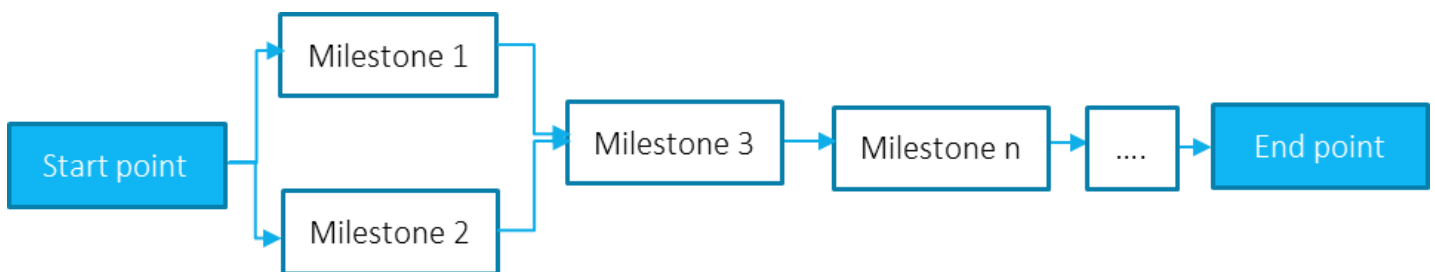 Milestone 1
Start point
Milestone 2
Milestone 3
Milestone n
....
End point